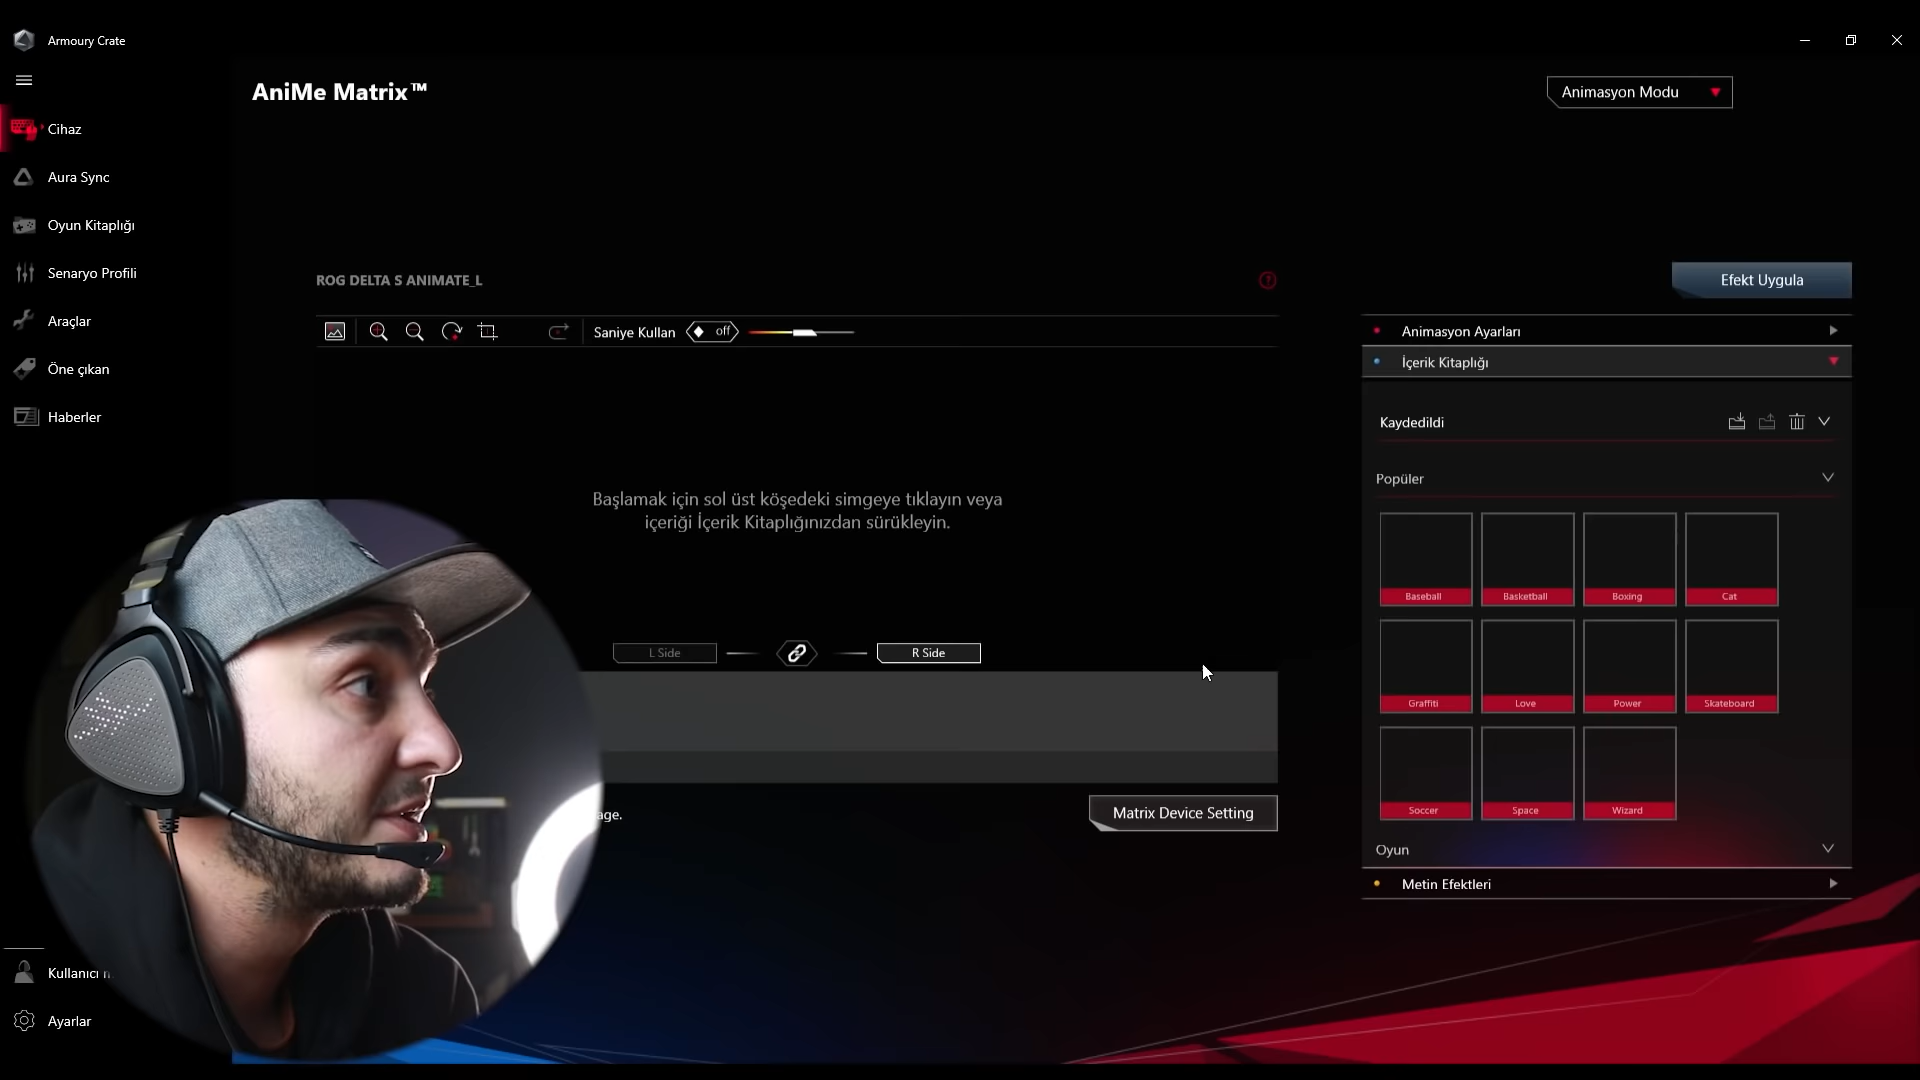 Armoury Crate
AniMe Matrix™
Animasyon Modu
Cihaz
Aura Sync
Oyun Kitaplığı
Senaryo Profili
Araçlar
Öne çıkan
Haberler
ROG DELTA S ANIMATE_L
Efekt Uygula
Saniye Kullan
off
Animasyon Ayarları
İçerik Kitaplığı
Kaydedildi
Popüler
Başlamak için sol üst köşedeki simgeye tıklayın veya
içeriği İçerik Kitaplığınızdan sürükleyin.
Baseball
Basketball
Boxing
Cat
L Side
R Side
Graffiti
Love
Power
Skateboard
Soccer
Space
Wizard
age.
Matrix Device Setting
Oyun
Metin Efektleri
Kullanıcı
Ayarlar